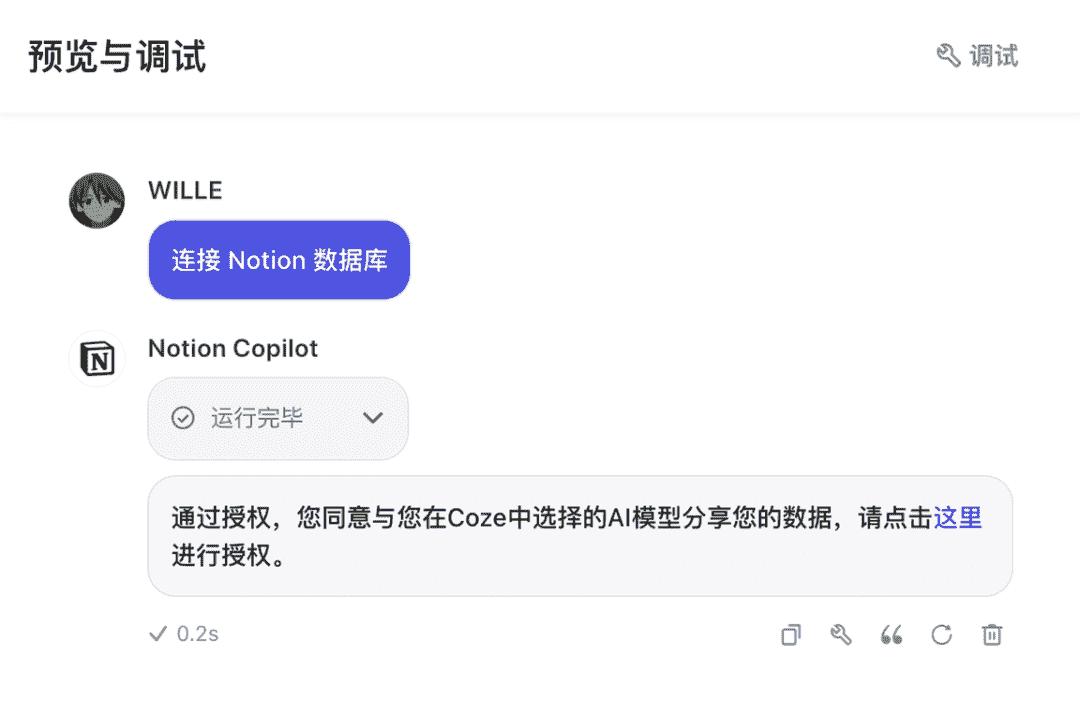 预览与调试
调试
WILLE
连接 Notion 数据库
Notion Copilot
运行完毕
通过授权，您同意与您在Coze中选择的AI模型分享您的数据，请点击这里
进行授权。
0.2s